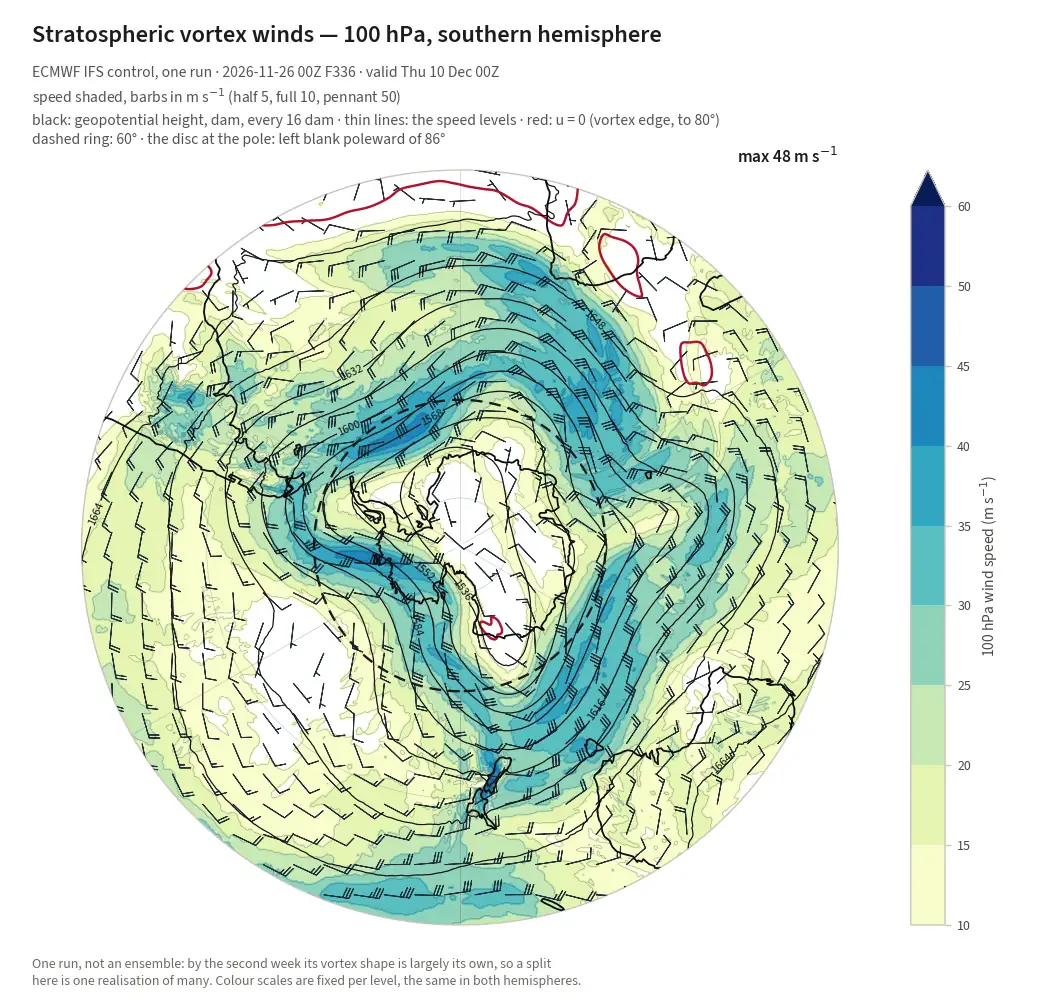 Stratospheric vortex winds — 100 hPa, southern hemisphere
ECMWF IFS control, one run · 2026-11-26 00Z F336 · valid Thu 10 Dec 00Z
speed shaded, barbs in m s⁻¹ (half 5, full 10, pennant 50)
black: geopotential height, dam, every 16 dam · thin lines: the speed levels · red: u = 0 (vortex edge, to 80°)
dashed ring: 60° · the disc at the pole: left blank poleward of 86°
max 48 m s⁻¹
60
50
45
40
35
30
25
20
15
10
100 hPa wind speed (m s⁻¹)
1648
1632
1600
1568
1664
1552
1536
1616
1664
One run, not an ensemble: by the second week its vortex shape is largely its own, so a split
here is one realisation of many. Colour scales are fixed per level, the same in both hemispheres.